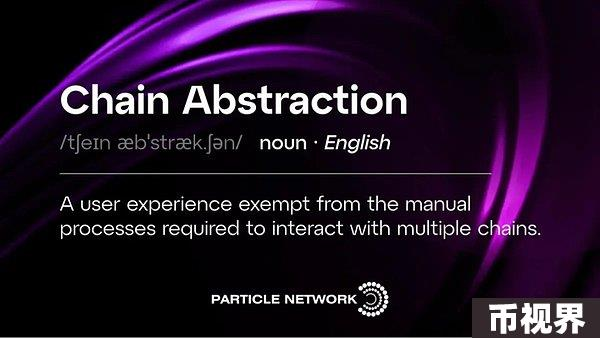 Chain Abstraction
/tʃeɪn æbˈstræk.ʃən/ noun · English
A user experience exempt from the manual
processes required to interact with multiple chains.
PARTICLE NETWORK
币视界